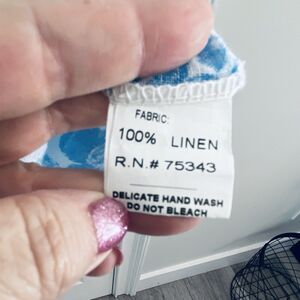 FABRIC:
100% LINEN
R.N.# 75343
DELICATE HAND WASH
DO NOT BLEACH